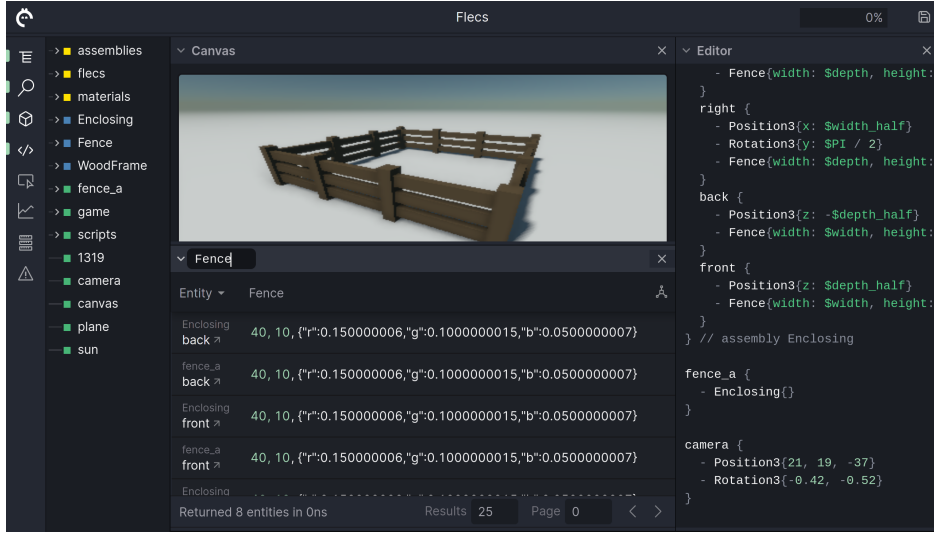 Flecs
0%
assemblies
flecs
materials
Enclosing
Fence
WoodFrame
fence_a
game
scripts
1319
camera
canvas
plane
sun
Canvas
Fence
Entity Fence
Enclosing
back 40, 10, {"r":0.150000006,"g":0.1000000015,"b":0.0500000007}
fence_a
back 40, 10, {"r":0.150000006,"g":0.1000000015,"b":0.0500000007}
Enclosing
front 40, 10, {"r":0.150000006,"g":0.1000000015,"b":0.0500000007}
fence_a
front 40, 10, {"r":0.150000006,"g":0.1000000015,"b":0.0500000007}
Enclosing
Returned 8 entities in 0ns Results 25 Page 0
Editor
- Fence{width: $depth, height:
}
right {
- Position3{x: $width_half}
- Rotation3{y: $PI / 2}
- Fence{width: $depth, height:
}
back {
- Position3{z: -$depth_half}
- Fence{width: $width, height:
}
front {
- Position3{z: $depth_half}
- Fence{width: $width, height:
}
} // assembly Enclosing
fence_a {
- Enclosing{}
}
camera {
- Position3{21, 19, -37}
- Rotation3{-0.42, -0.52}
}